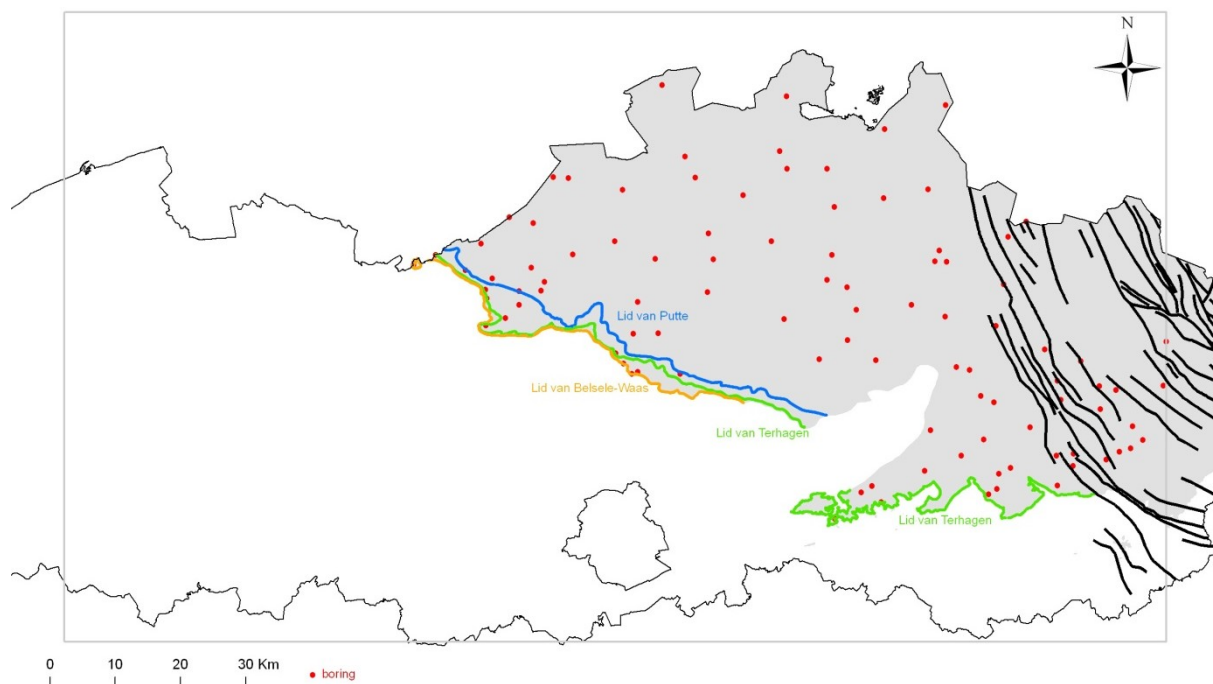 N
Lid van Putte
Lid van Belsele-Waas
Lid van Terhagen
Lid van Terhagen
0 10 20 30 Km
boring